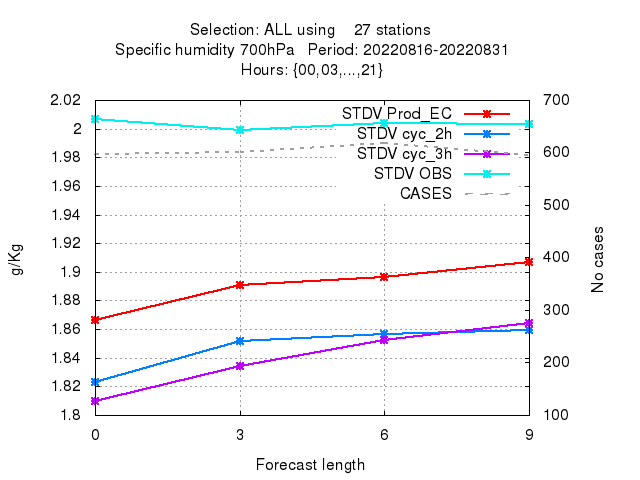 Selection: ALL using    27 stations
Specific humidity 700hPa   Period: 20220816-20220831
Hours: {00,03,...,21}
2.02
2
1.98
1.96
1.94
1.92
1.9
1.88
1.86
1.84
1.82
1.8
g/Kg
STDV Prod_EC
STDV cyc_2h
STDV cyc_3h
STDV OBS
CASES
700
600
500
400
300
200
100
No cases
0 3 6 9
Forecast length